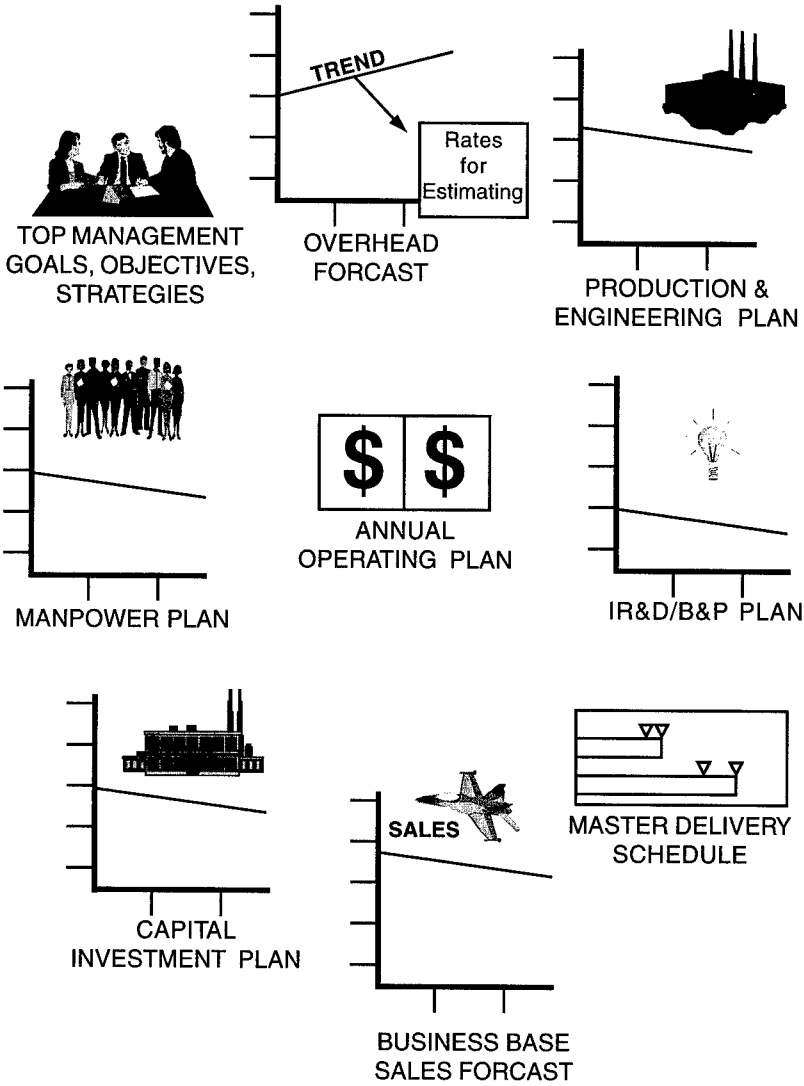 TREND
Rates
for
Estimating
TOP MANAGEMENT
GOALS, OBJECTIVES,
STRATEGIES
OVERHEAD
FORCAST
PRODUCTION &
ENGINEERING PLAN
MANPOWER PLAN
$ $
ANNUAL
OPERATING PLAN
IR&D/B&P PLAN
CAPITAL
INVESTMENT PLAN
SALES
MASTER DELIVERY
SCHEDULE
BUSINESS BASE
SALES FORCAST